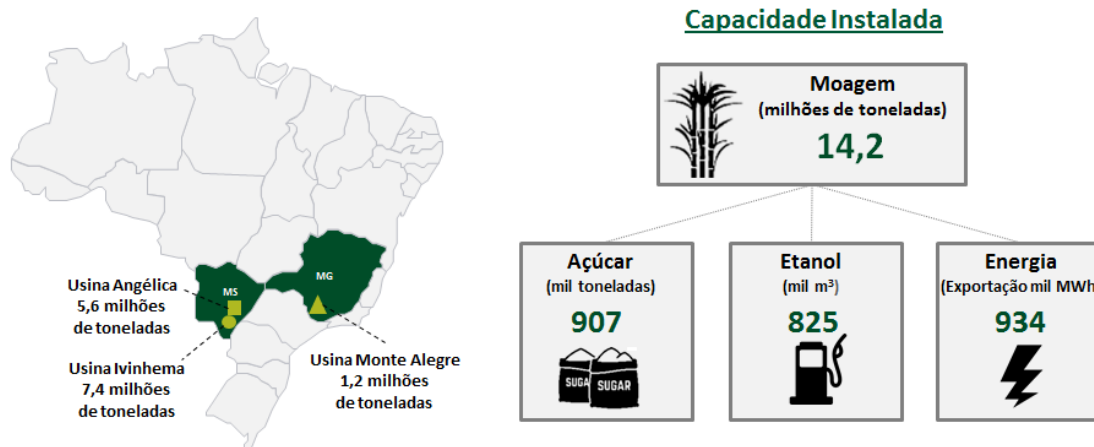 Capacidade Instalada
Moagem
(milhões de toneladas)
14,2
Açúcar
(mil toneladas)
907
SUGAR
SUGAR
Etanol
(mil m³)
825
Energia
(Exportação mil MWh)
934
MS
MG
Usina Angélica
5,6 milhões
de toneladas
Usina Ivinhema
7,4 milhões
de toneladas
Usina Monte Alegre
1,2 milhões
de toneladas